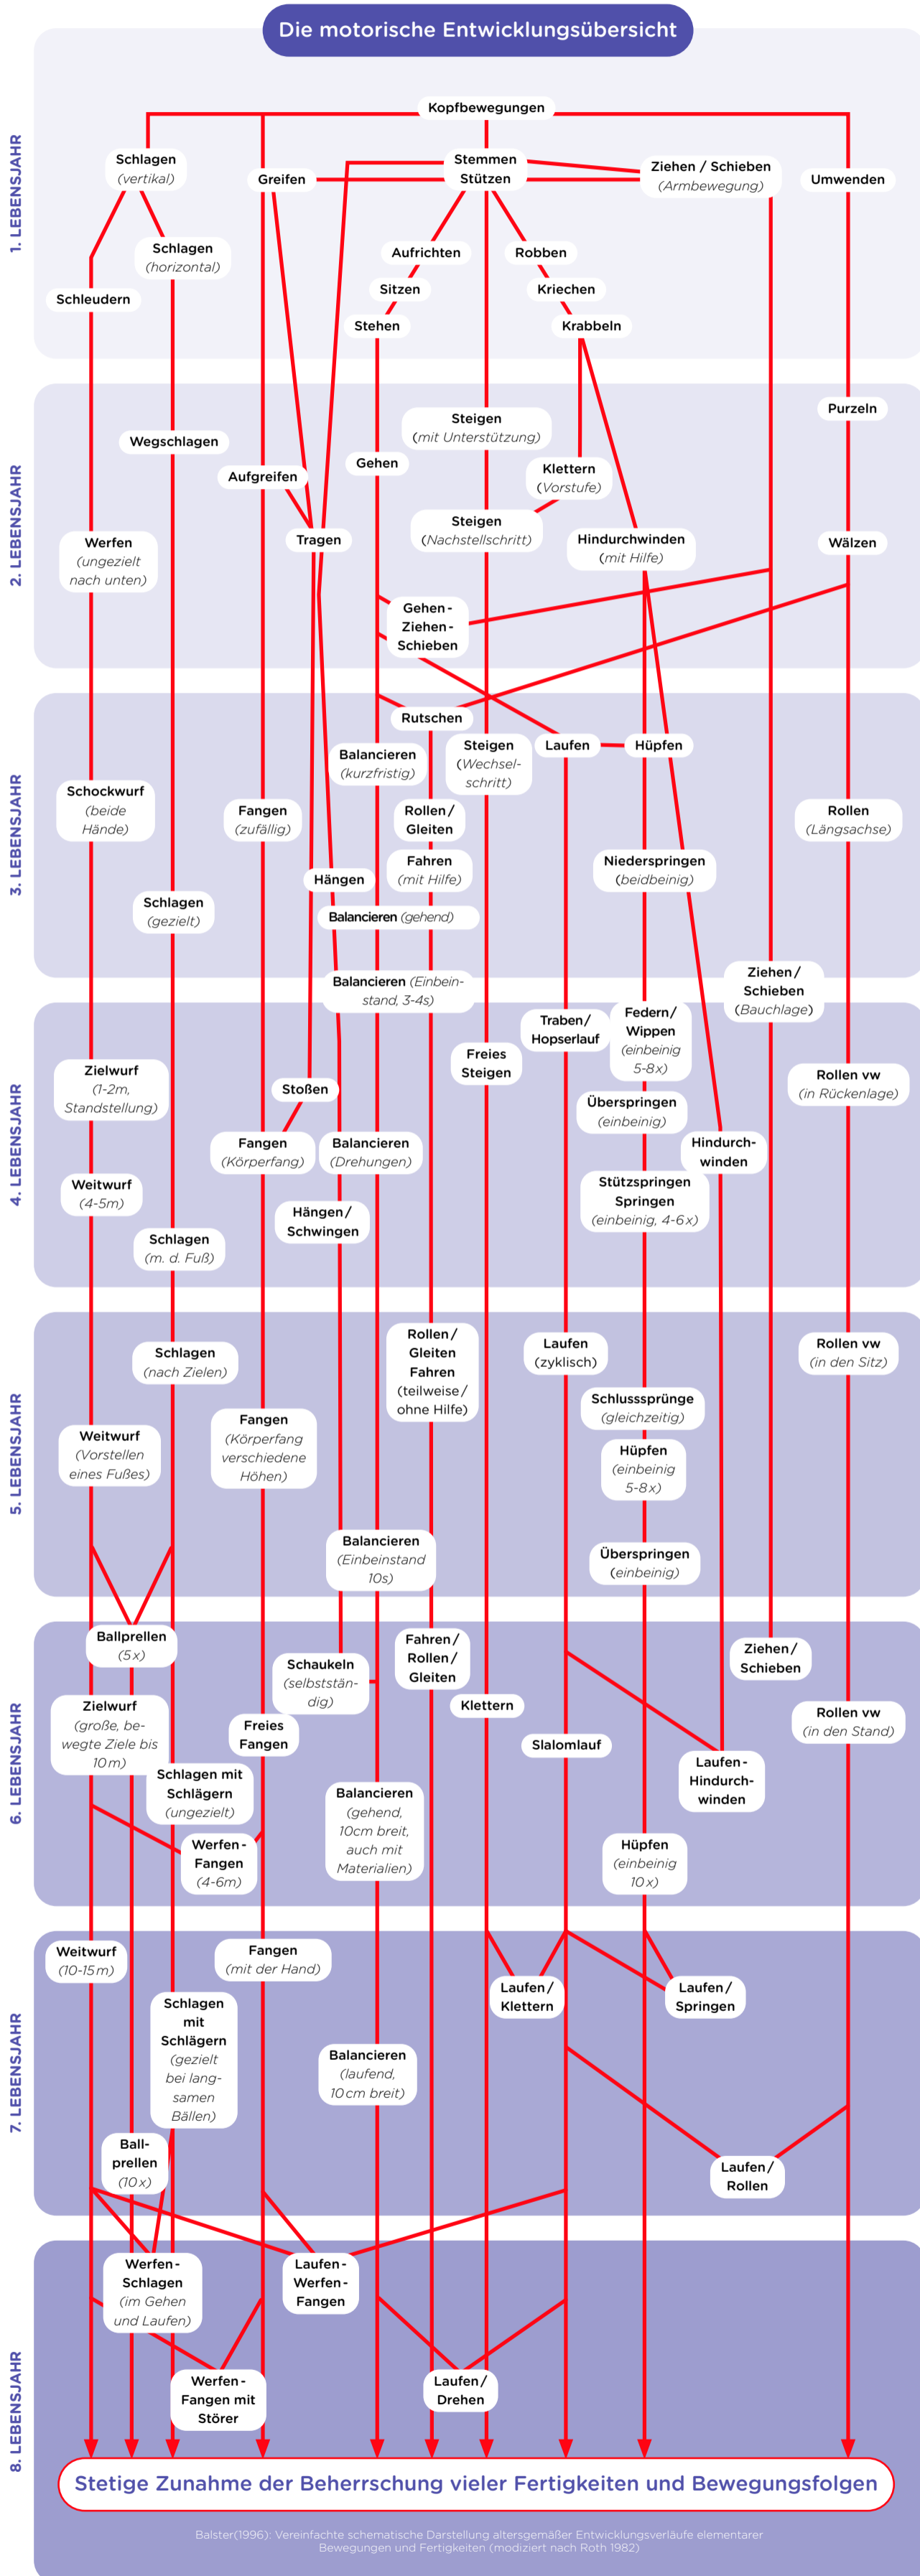 Die motorische Entwicklungsübersicht
1. LEBENSJAHR
Kopfbewegungen
Schlagen
(vertikal)
Greifen
Stemmen
Stützen
Ziehen / Schieben
(Armbewegung)
Umwenden
Schlagen
(horizontal)
Aufrichten
Robben
Schleudern
Sitzen
Kriechen
Stehen
Krabbeln
2. LEBENSJAHR
Purzeln
Steigen
(mit Unterstützung)
Wegschlagen
Gehen
Klettern
(Vorstufe)
Aufgreifen
Steigen
(Nachstellschritt)
Tragen
Werfen
(ungezielt
nach unten)
Hindurchwinden
(mit Hilfe)
Wälzen
Gehen-
Ziehen-
Schieben
3. LEBENSJAHR
Rutschen
Balancieren
(kurzfristig)
Steigen
(Wechsel-
schritt)
Laufen
Hüpfen
Schockwurf
(beide
Hände)
Fangen
(zufällig)
Rollen/
Gleiten
Rollen
(Längsachse)
Fahren
(mit Hilfe)
Niederspringen
(beidbeinig)
Hängen
Schlagen
(gezielt)
Balancieren (gehend)
Balancieren (Einbein-
stand, 3-4s)
Ziehen/
Schieben
(Bauchlage)
4. LEBENSJAHR
Traben/
Hopserlauf
Federn/
Wippen
(einbeinig
5-8x)
Freies
Steigen
Zielwurf
(1-2m,
Standstellung)
Stoßen
Rollen vw
(in Rückenlage)
Überspringen
(einbeinig)
Fangen
(Körperfang)
Balancieren
(Drehungen)
Hindurch-
winden
Weitwurf
(4-5m)
Stützspringen
Springen
(einbeinig, 4-6x)
Hängen/
Schwingen
Schlagen
(m. d. Fuß)
5. LEBENSJAHR
Schlagen
(nach Zielen)
Rollen/
Gleiten
Fahren
(teilweise/
ohne Hilfe)
Laufen
(zyklisch)
Rollen vw
(in den Sitz)
Schlusssprünge
(gleichzeitig)
Weitwurf
(Vorstellen
eines Fußes)
Fangen
(Körperfang
verschiedene
Höhen)
Hüpfen
(einbeinig
5-8x)
Balancieren
(Einbeinstand
10s)
Überspringen
(einbeinig)
6. LEBENSJAHR
Ballprellen
(5x)
Schaukeln
(selbststän-
dig)
Fahren/
Rollen/
Gleiten
Ziehen/
Schieben
Zielwurf
(große, be-
wegte Ziele bis
10m)
Freies
Fangen
Klettern
Rollen vw
(in den Stand)
Slalomlauf
Schlagen mit
Schlägern
(ungezielt)
Laufen-
Hindurch-
winden
Balancieren
(gehend,
10cm breit,
auch mit
Materialien)
Werfen-
Fangen
(4-6m)
Hüpfen
(einbeinig
10x)
7. LEBENSJAHR
Weitwurf
(10-15m)
Fangen
(mit der Hand)
Laufen/
Klettern
Laufen/
Springen
Schlagen
mit
Schlägern
(gezielt
bei lang-
samen
Bällen)
Balancieren
(laufend,
10cm breit)
Ball-
prellen
(10x)
Laufen/
Rollen
8. LEBENSJAHR
Werfen-
Schlagen
(im Gehen
und Laufen)
Laufen-
Werfen-
Fangen
Werfen-
Fangen mit
Störer
Laufen/
Drehen
Stetige Zunahme der Beherrschung vieler Fertigkeiten und Bewegungsfolgen
Balster(1996): Vereinfachte schematische Darstellung altersgemäßer Entwicklungsverläufe elementarer
Bewegungen und Fertigkeiten (modiziert nach Roth 1982)